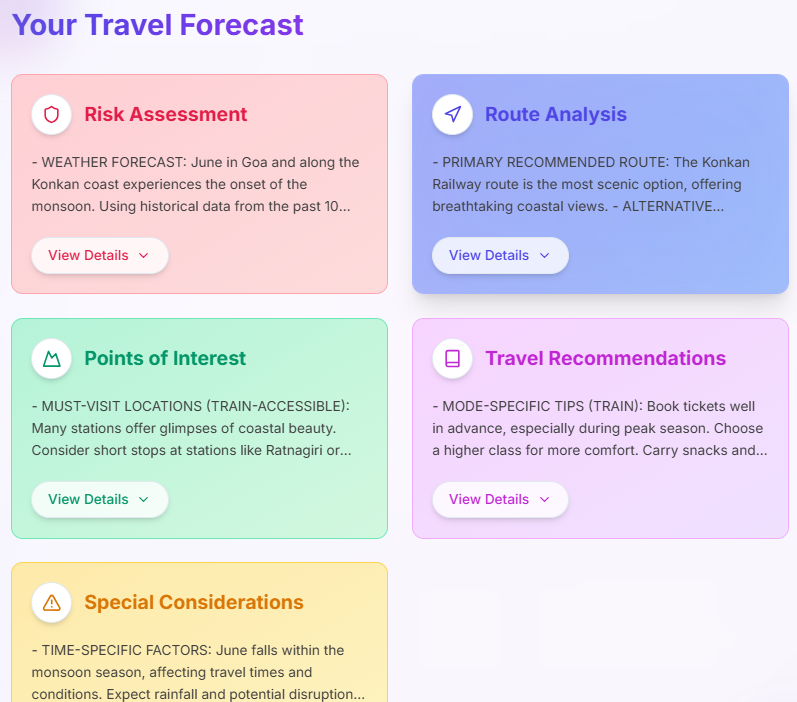 Your Travel Forecast
Risk Assessment
- WEATHER FORECAST: June in Goa and along the
Konkan coast experiences the onset of the
monsoon. Using historical data from the past 10...
View Details
Route Analysis
- PRIMARY RECOMMENDED ROUTE: The Konkan
Railway route is the most scenic option, offering
breathtaking coastal views. - ALTERNATIVE...
View Details
Points of Interest
- MUST-VISIT LOCATIONS (TRAIN-ACCESSIBLE):
Many stations offer glimpses of coastal beauty.
Consider short stops at stations like Ratnagiri or...
View Details
Travel Recommendations
- MODE-SPECIFIC TIPS (TRAIN): Book tickets well
in advance, especially during peak season. Choose
a higher class for more comfort. Carry snacks and...
View Details
Special Considerations
- TIME-SPECIFIC FACTORS: June falls within the
monsoon season, affecting travel times and
conditions. Expect rainfall and potential disruption...